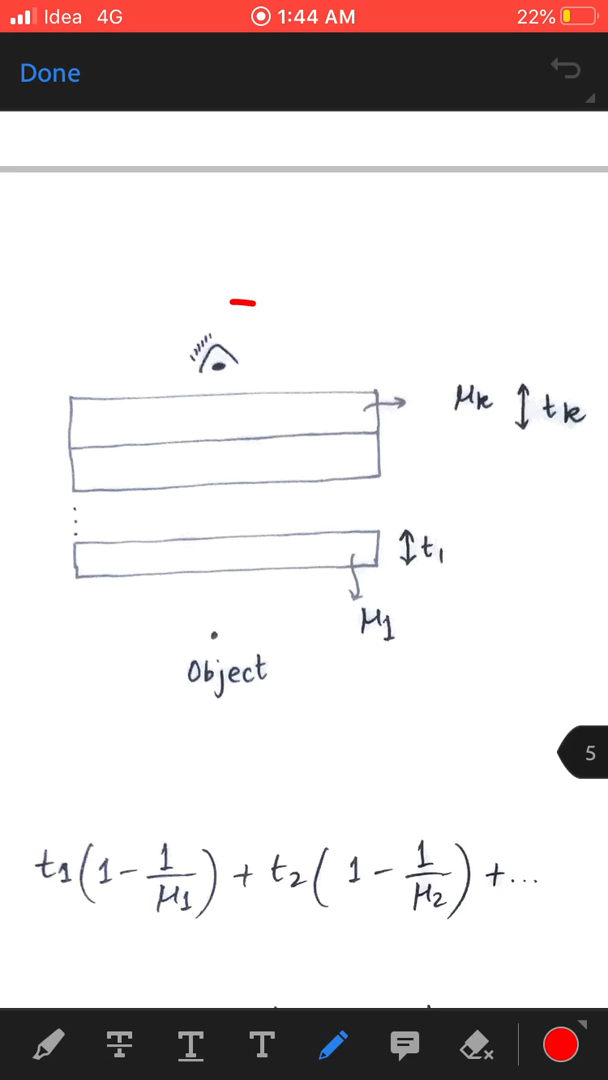 Idea 4G 1:44 AM 22%
Done
μk ↕ tk
↕ t1
μ1
Object
5
t1(1 - 1/μ1) + t2(1 - 1/μ2) + ...
T T T